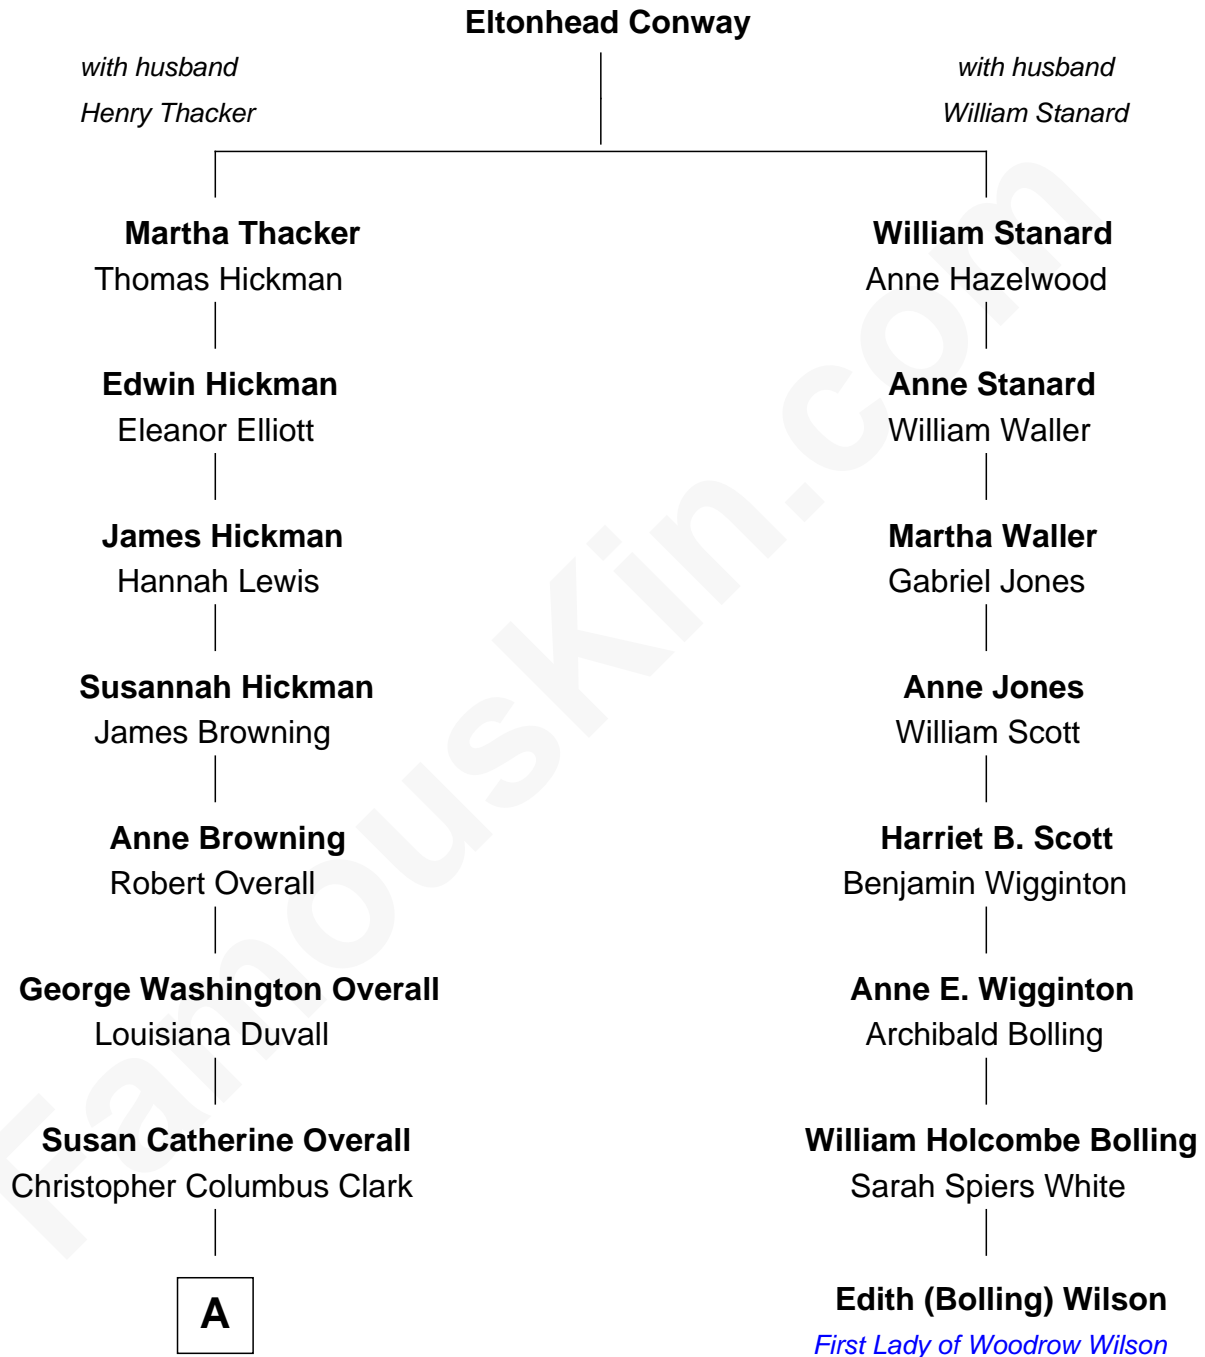 Eltonhead Conway
with husband
Henry Thacker
with husband
William Stanard
Martha Thacker
Thomas Hickman
William Stanard
Anne Hazelwood
Edwin Hickman
Eleanor Elliott
Anne Stanard
William Waller
James Hickman
Hannah Lewis
Martha Waller
Gabriel Jones
Susannah Hickman
James Browning
Anne Jones
William Scott
Anne Browning
Robert Overall
Harriet B. Scott
Benjamin Wigginton
George Washington Overall
Louisiana Duvall
Anne E. Wigginton
Archibald Bolling
Susan Catherine Overall
Christopher Columbus Clark
William Holcombe Bolling
Sarah Spiers White
A
Edith (Bolling) Wilson
First Lady of Woodrow Wilson
FamousKin.com